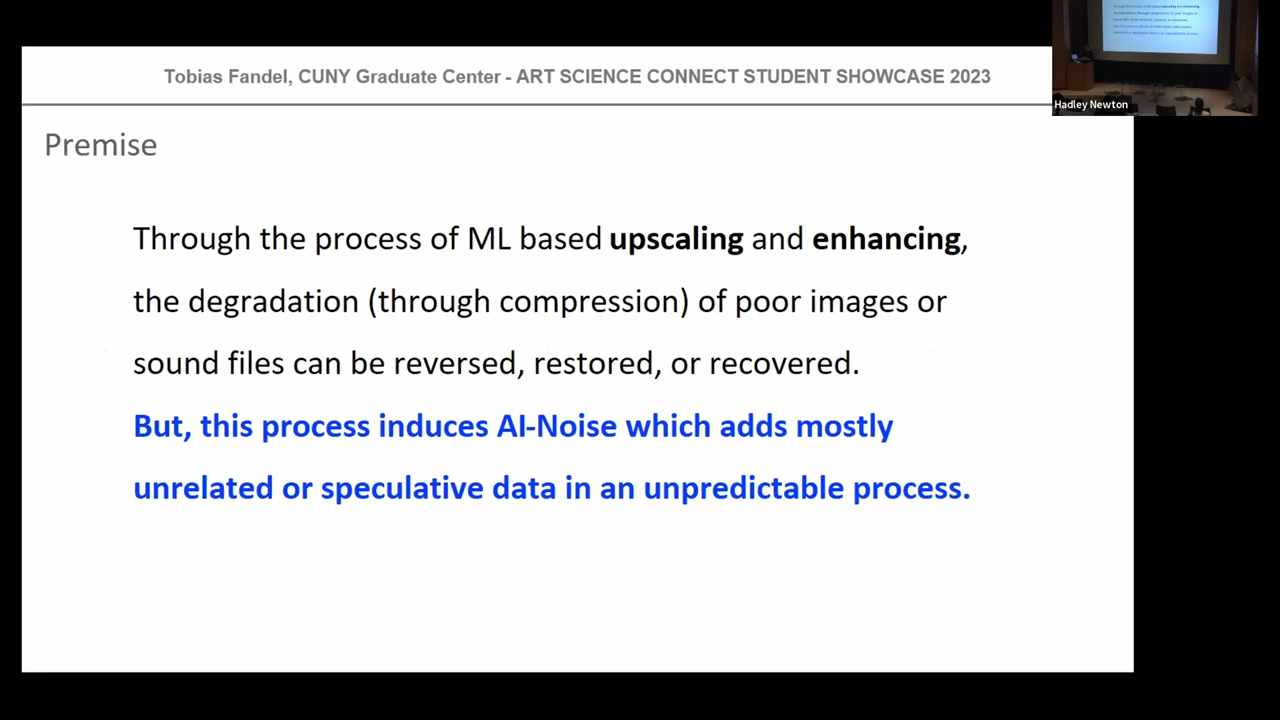 Tobias Fandel, CUNY Graduate Center - ART SCIENCE CONNECT STUDENT SHOWCASE 2023
Hadley Newton
Premise
Through the process of ML based upscaling and enhancing,
the degradation (through compression) of poor images or
sound files can be reversed, restored, or recovered.
But, this process induces AI-Noise which adds mostly
unrelated or speculative data in an unpredictable process.